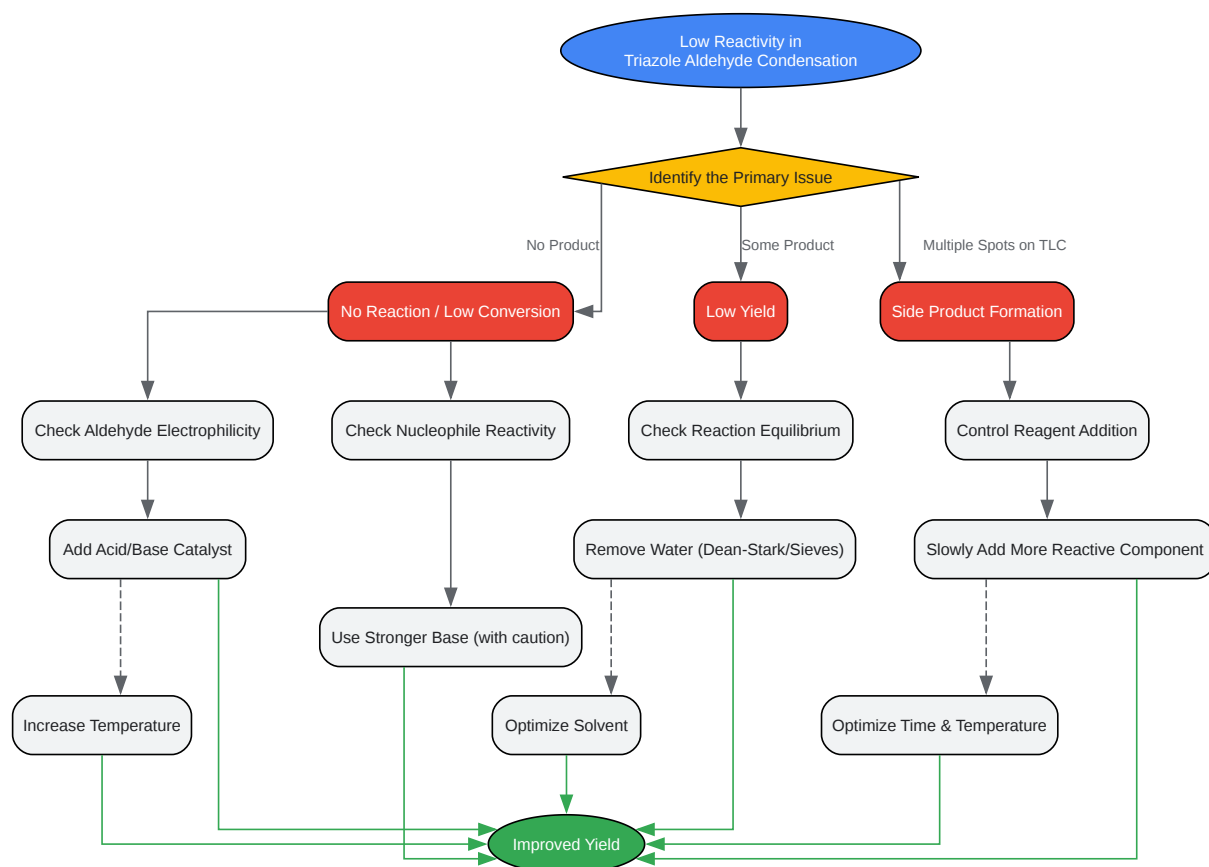 Low Reactivity in
Triazole Aldehyde Condensation
Identify the Primary Issue
No Product
Some Product
Multiple Spots on TLC
No Reaction / Low Conversion
Low Yield
Side Product Formation
Check Aldehyde Electrophilicity
Check Nucleophile Reactivity
Check Reaction Equilibrium
Control Reagent Addition
Add Acid/Base Catalyst
Remove Water (Dean-Stark/Sieves)
Slowly Add More Reactive Component
Use Stronger Base (with caution)
Increase Temperature
Optimize Solvent
Optimize Time & Temperature
Improved Yield